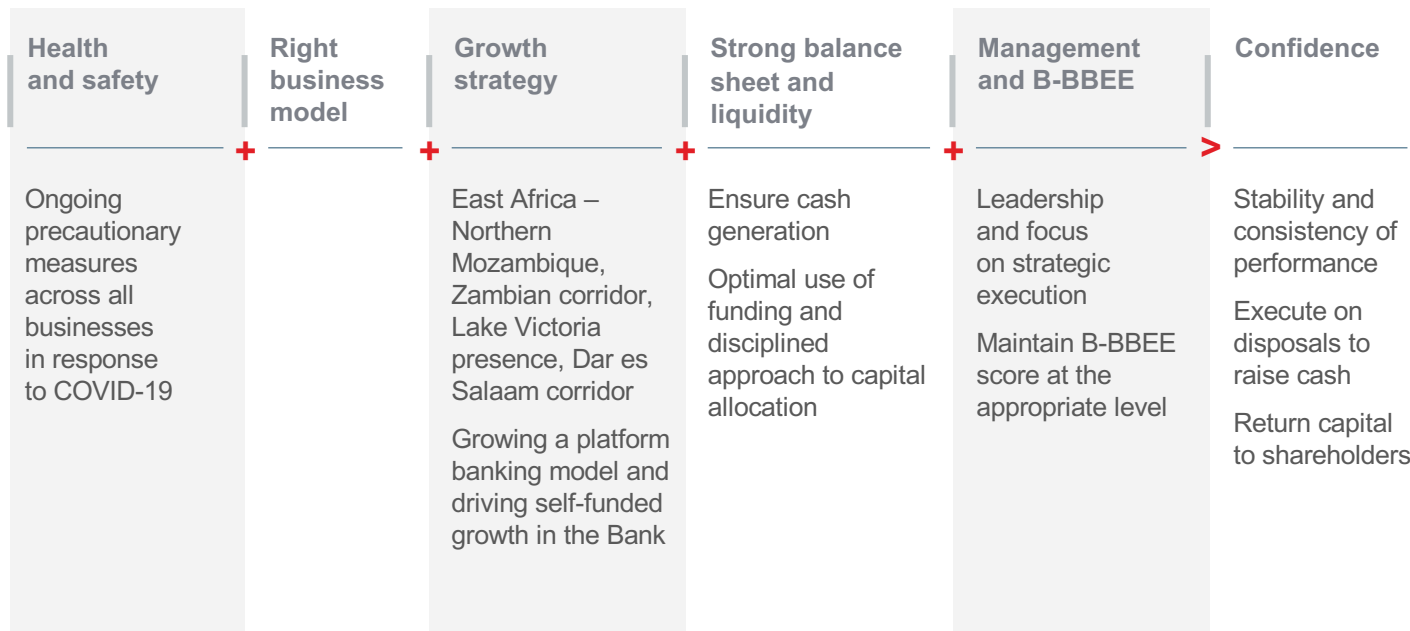 Health
and safety
Right
business
model
Growth
strategy
Strong balance
sheet and
liquidity
Management
and B-BBEE
Confidence
+
+
+
+
>
Ongoing
precautionary
measures
across all
businesses
in response
to COVID-19
East Africa –
Northern
Mozambique,
Zambian corridor,
Lake Victoria
presence, Dar es
Salaam corridor
Growing a platform
banking model and
driving self-funded
growth in the Bank
Ensure cash
generation
Optimal use of
funding and
disciplined
approach to capital
allocation
Leadership
and focus
on strategic
execution
Maintain B-BBEE
score at the
appropriate level
Stability and
consistency of
performance
Execute on
disposals to
raise cash
Return capital
to shareholders